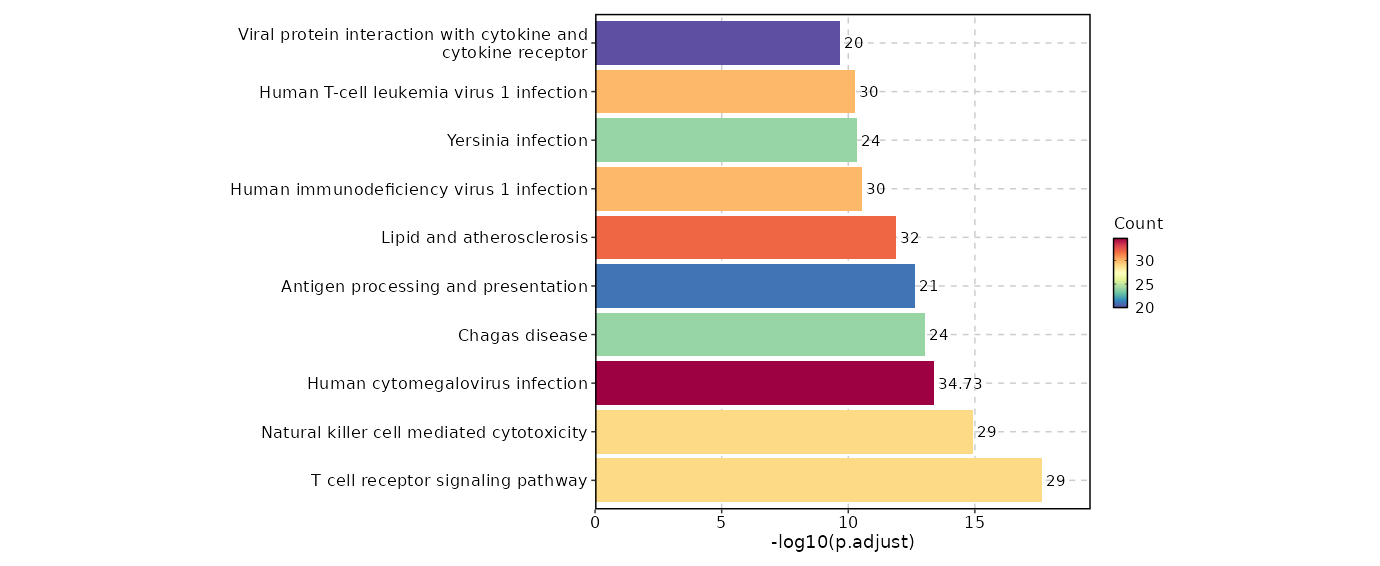 Viral protein interaction with cytokine and
cytokine receptor
20
Human T-cell leukemia virus 1 infection
30
Yersinia infection
24
Human immunodeficiency virus 1 infection
30
Lipid and atherosclerosis
32
Antigen processing and presentation
21
Chagas disease
24
Human cytomegalovirus infection
34.73
Natural killer cell mediated cytotoxicity
29
T cell receptor signaling pathway
29
0 5 10 15
-log10(p.adjust)
Count
30
25
20